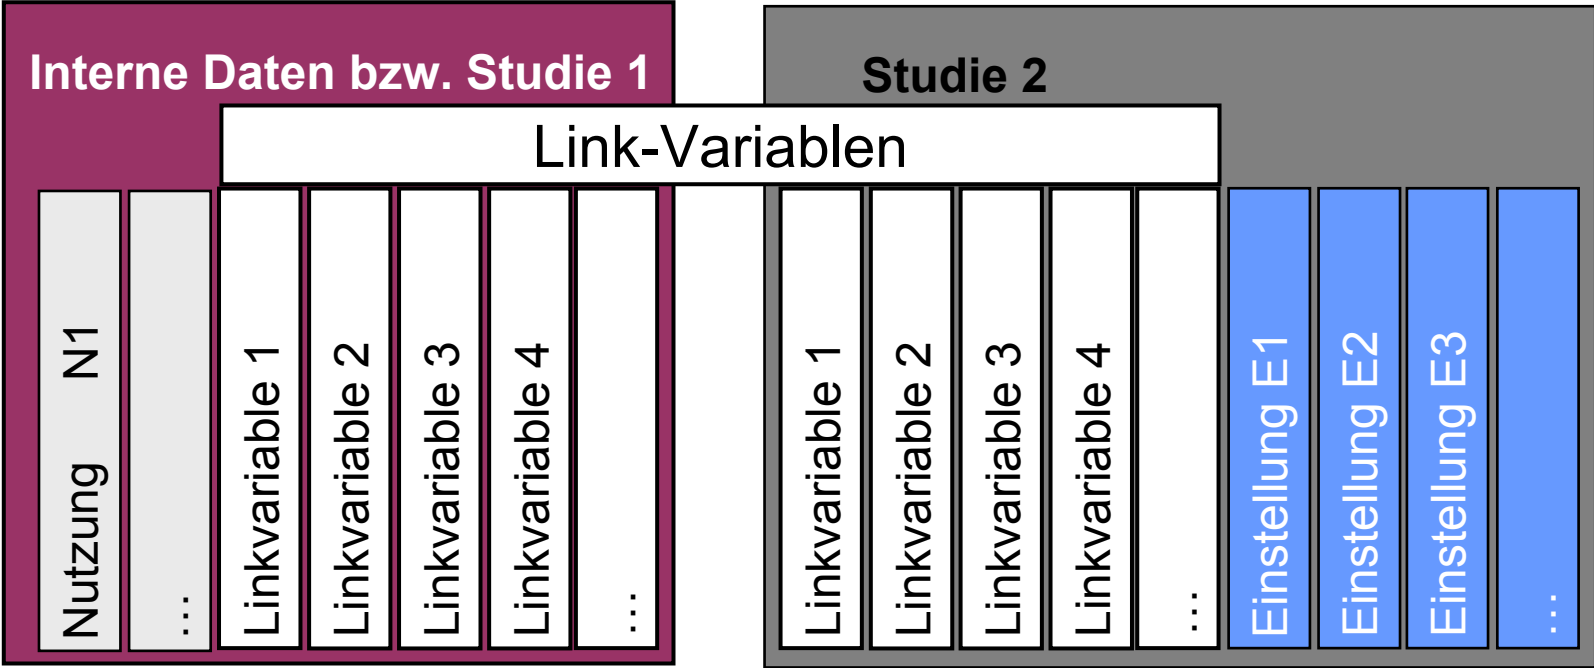 Interne Daten bzw. Studie 1
Studie 2
Link-Variablen
Nutzung N1
...
Linkvariable 1
Linkvariable 2
Linkvariable 3
Linkvariable 4
...
Linkvariable 1
Linkvariable 2
Linkvariable 3
Linkvariable 4
...
Einstellung E1
Einstellung E2
Einstellung E3
...